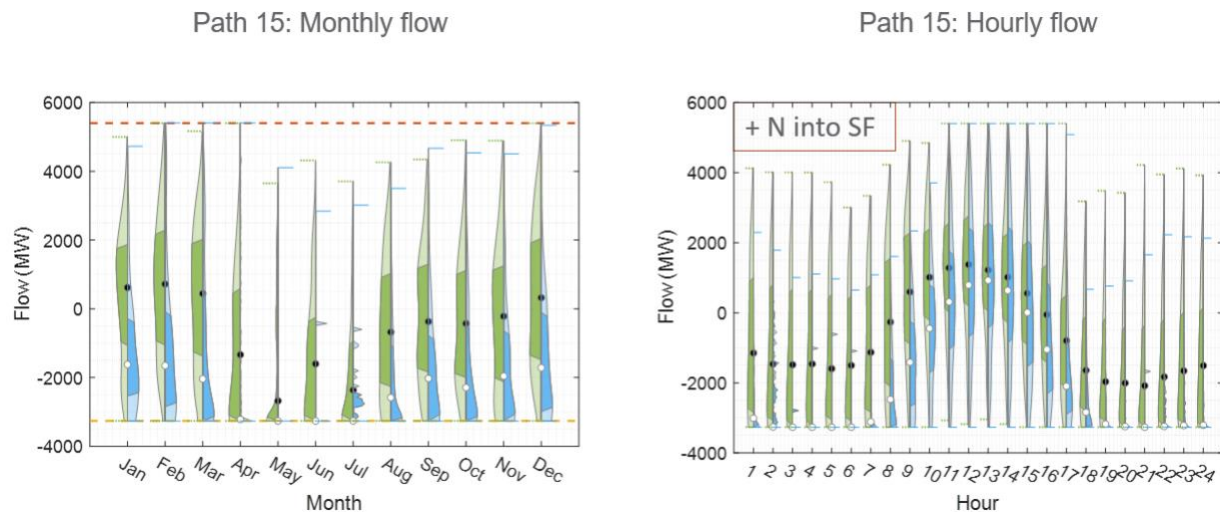 Path 15: Monthly flow
6000
4000
2000
0
-2000
-4000
Flow (MW)
Jan
Feb
Mar
Apr
May
Jun
Jul
Aug
Sep
Oct
Nov
Dec
Month
Path 15: Hourly flow
+ N into SF
6000
4000
2000
0
-2000
-4000
Flow (MW)
1
2
3
4
5
6
7
8
9
10
11
12
13
14
15
16
17
18
19
20
21
22
23
24
Hour